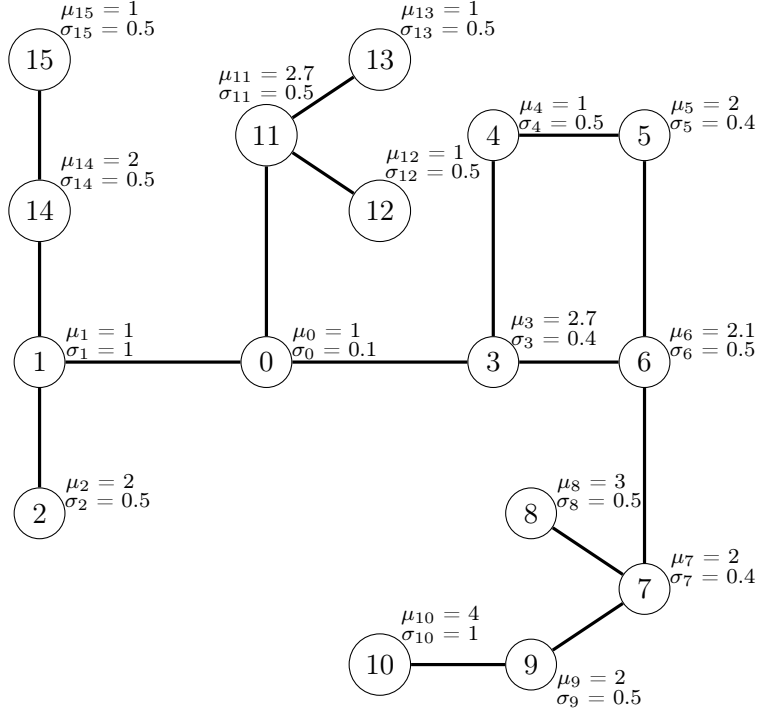 μ₁₅ = 1
σ₁₅ = 0.5
15
μ₁₃ = 1
σ₁₃ = 0.5
13
μ₁₁ = 2.7
σ₁₁ = 0.5
11
μ₄ = 1
σ₄ = 0.5
4
μ₅ = 2
σ₅ = 0.4
5
μ₁₄ = 2
σ₁₄ = 0.5
14
μ₁₂ = 1
σ₁₂ = 0.5
12
μ₁ = 1
σ₁ = 1
1
μ₀ = 1
σ₀ = 0.1
0
μ₃ = 2.7
σ₃ = 0.4
3
μ₆ = 2.1
σ₆ = 0.5
6
μ₂ = 2
σ₂ = 0.5
2
μ₈ = 3
σ₈ = 0.5
8
μ₇ = 2
σ₇ = 0.4
7
μ₁₀ = 4
σ₁₀ = 1
10
9
μ₉ = 2
σ₉ = 0.5